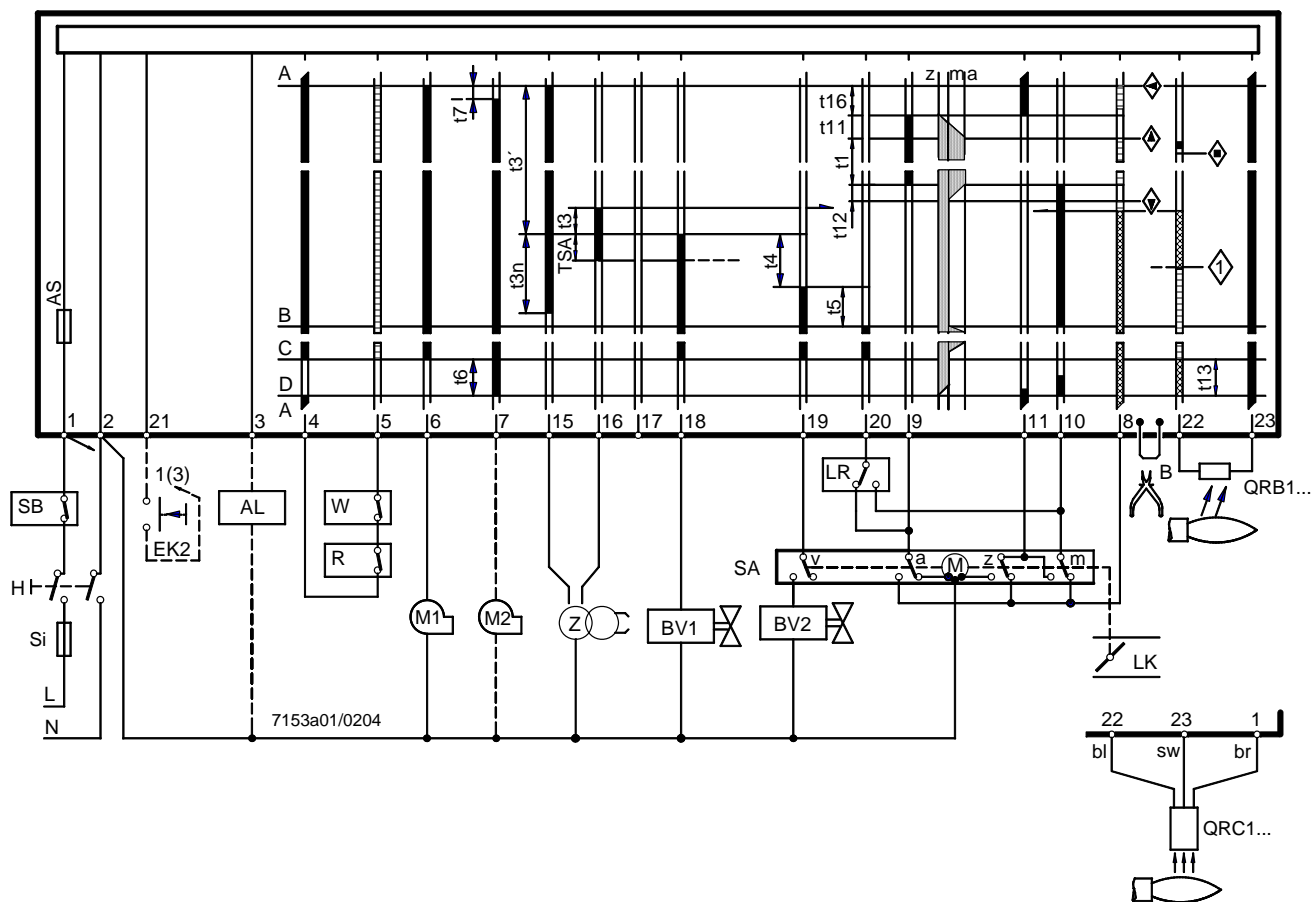 A
z
m
a
t7
t3´
t16
t11
t1
t12
t3
TSA
t3n
t4
t5
1
AS
B
C
t6
D
A
t13
1
2
21
3
4
5
6
7
15
16
17
18
19
20
9
11
10
8
22
23
1(3)
SB
AL
W
LR
B
QRB1...
EK2
R
SA
v
a
M
z
m
H
M1
M2
Z
BV1
BV2
Si
LK
L
7153a01/0204
N
22
23
1
bl
sw
br
QRC1...